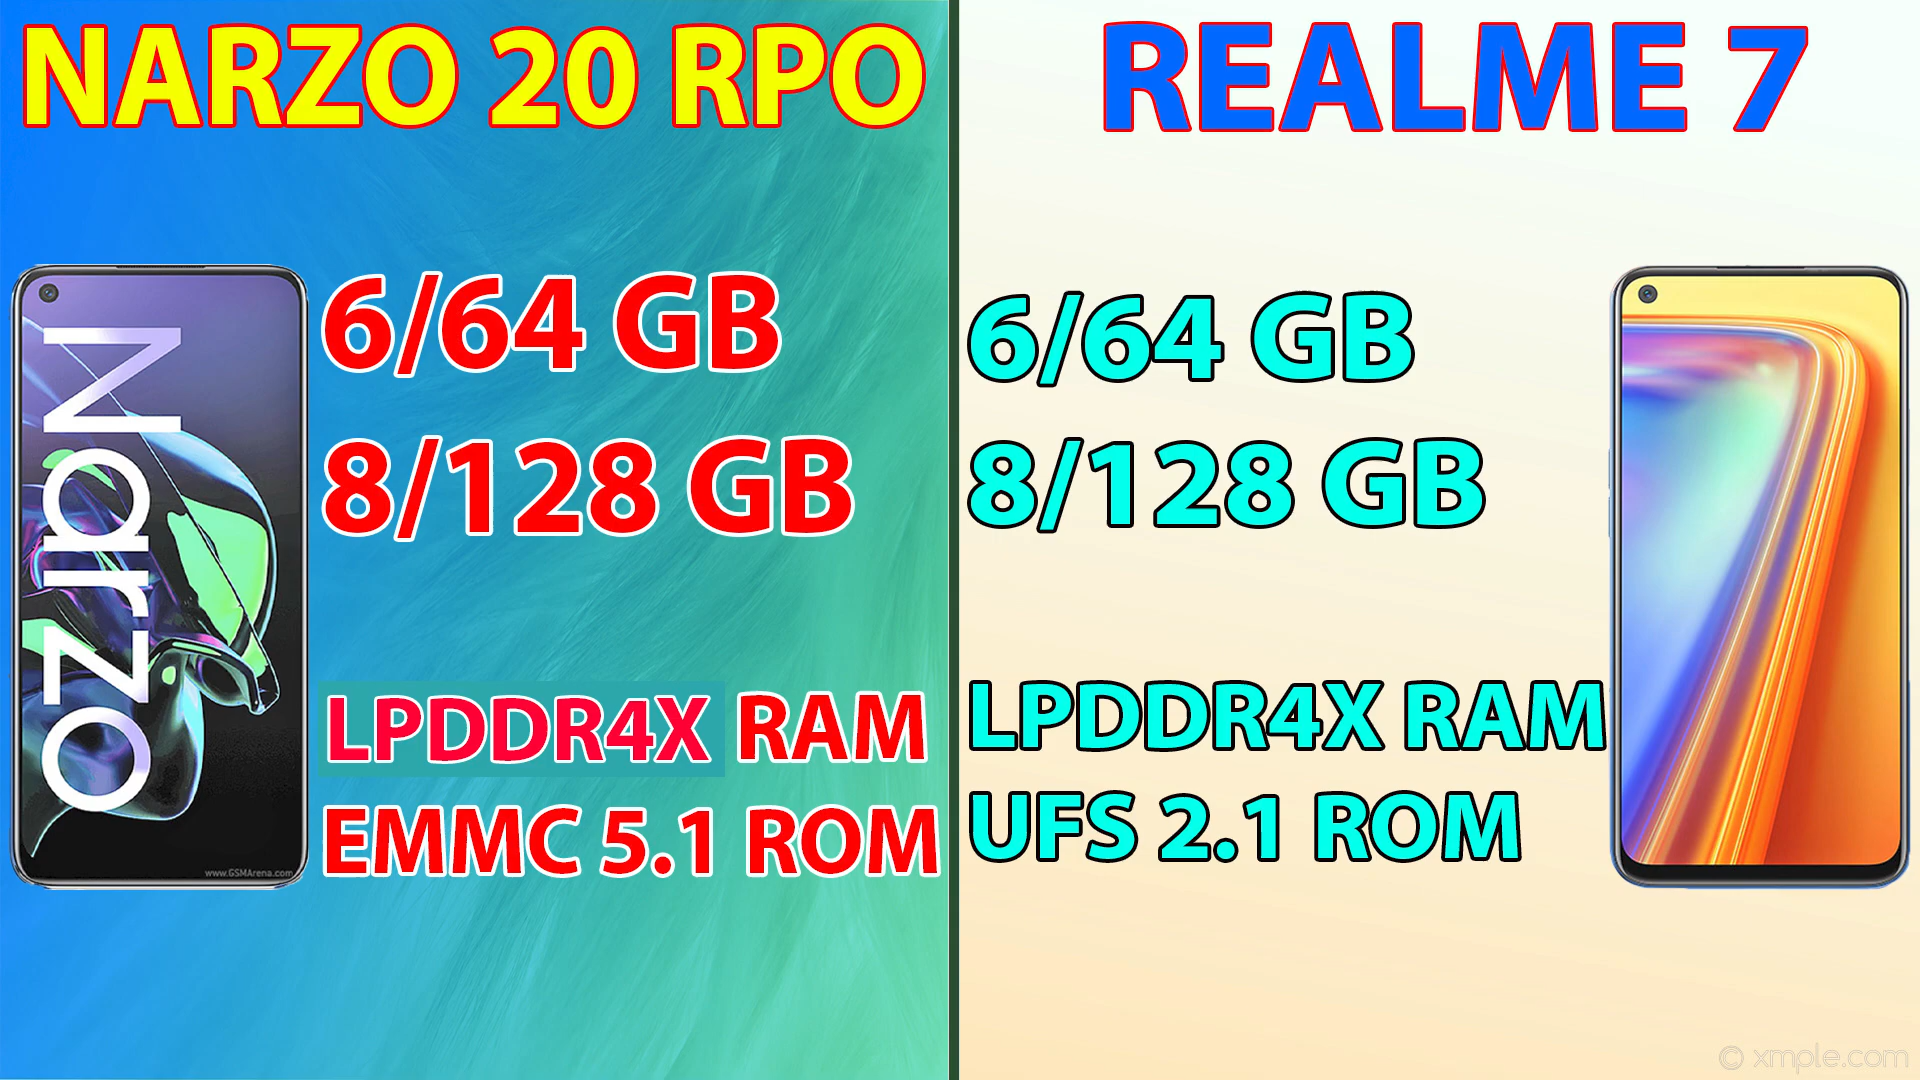 NARZO 20 RPO
6/64 GB
8/128 GB
LPDDR4X RAM
EMMC 5.1 ROM
Narzo
www.GSMArena.com
REALME 7
6/64 GB
8/128 GB
LPDDR4X RAM
UFS 2.1 ROM
© xmple.com